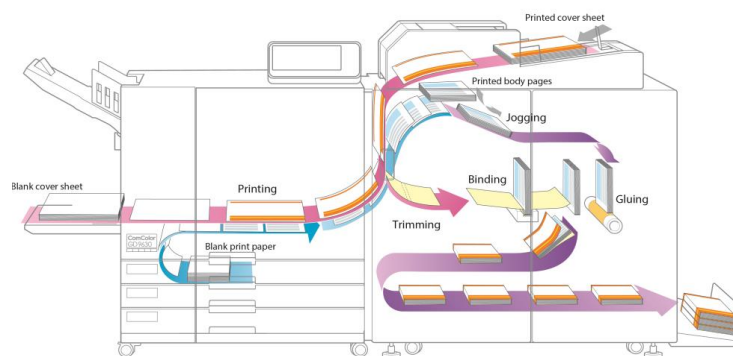 Printed cover sheet
Printed body pages
Jogging
Blank cover sheet
Printing
Binding
Gluing
Trimming
ComColor
GD9630
Blank print paper